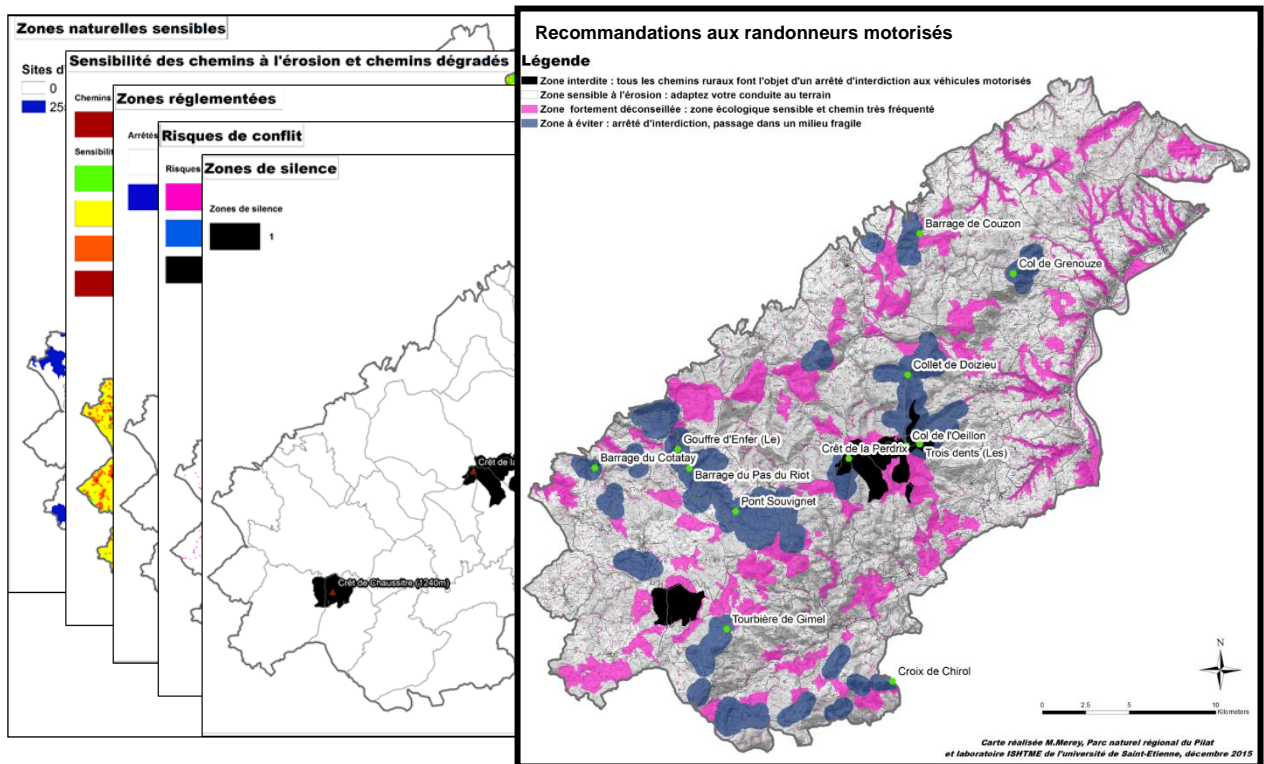 Zones naturelles sensibles
Sites d'
0
25
Sensibilité des chemins à l'érosion et chemins dégradés
Chemins
Sensibilit
Zones réglementées
Arrêtés
Risques de conflit
Risques
Zones de silence
Zones de silence
1
Crêt de la
Crêt de Chaussitre (1240m)
Recommandations aux randonneurs motorisés
Légende
Zone interdite : tous les chemins ruraux font l'objet d'un arrêté d'interdiction aux véhicules motorisés
Zone sensible à l'érosion : adaptez votre conduite au terrain
Zone fortement déconseillée : zone écologique sensible et chemin très fréquenté
Zone à éviter : arrêté d'interdiction, passage dans un milieu fragile
Barrage de Couzon
Col de Grenouze
Collet de Doizieu
Gouffre d'Enfer (Le)
Col de l'Oeillon
Crêt de la Perdrix
Trois dents (Les)
Barrage du Cotatay
Barrage du Pas du Riot
Pont Souvignet
Tourbière de Gimel
Croix de Chirol
N
0 2.5 5 10
Kilometers
Carte réalisée M.Merey, Parc naturel régional du Pilat
et laboratoire ISHTME de l'université de Saint-Etienne, décembre 2015